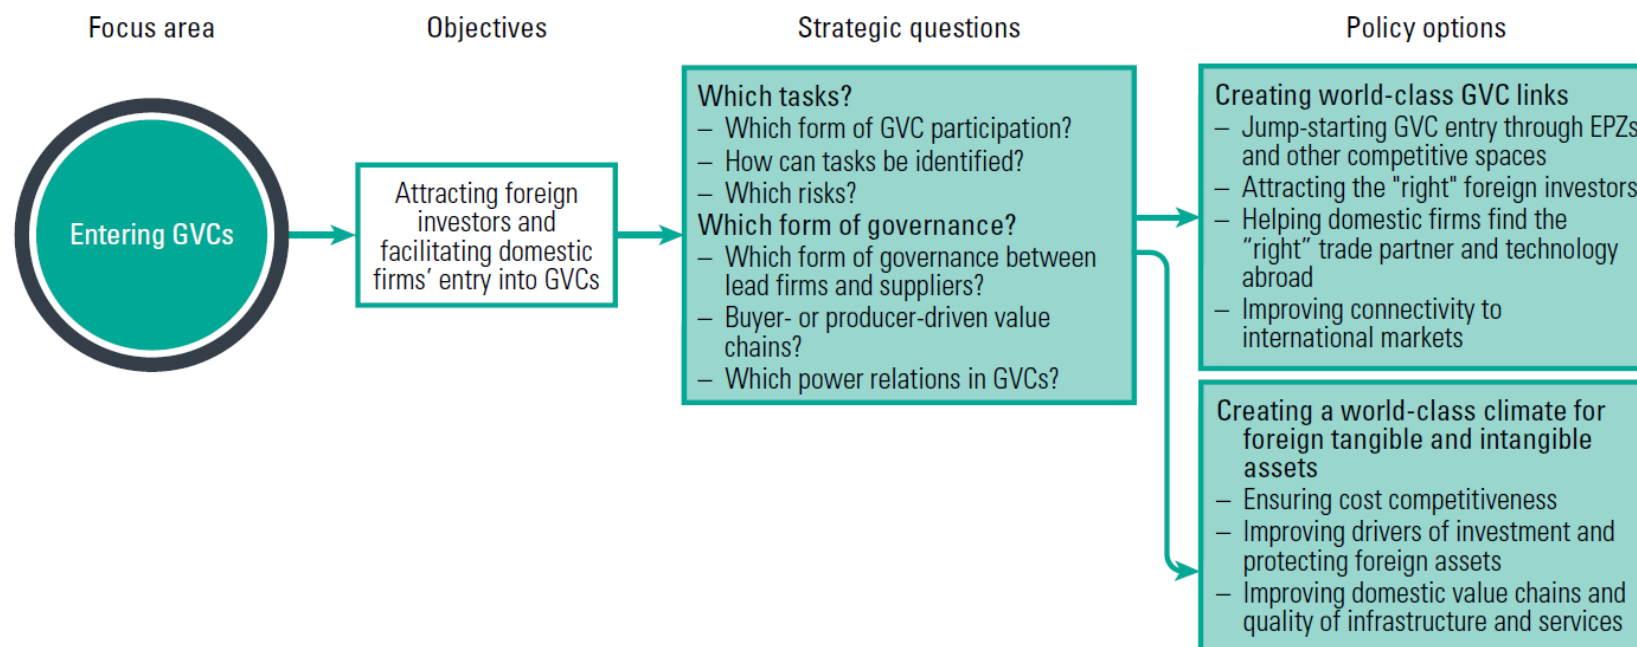 Focus area
Objectives
Strategic questions
Policy options
Entering GVCs
Attracting foreign
investors and
facilitating domestic
firms’ entry into GVCs
Which tasks?
– Which form of GVC participation?
– How can tasks be identified?
– Which risks?
Which form of governance?
– Which form of governance between
lead firms and suppliers?
– Buyer- or producer-driven value
chains?
– Which power relations in GVCs?
Creating world-class GVC links
– Jump-starting GVC entry through EPZs
and other competitive spaces
– Attracting the "right" foreign investors
– Helping domestic firms find the
“right” trade partner and technology
abroad
– Improving connectivity to
international markets
Creating a world-class climate for
foreign tangible and intangible
assets
– Ensuring cost competitiveness
– Improving drivers of investment and
protecting foreign assets
– Improving domestic value chains and
quality of infrastructure and services